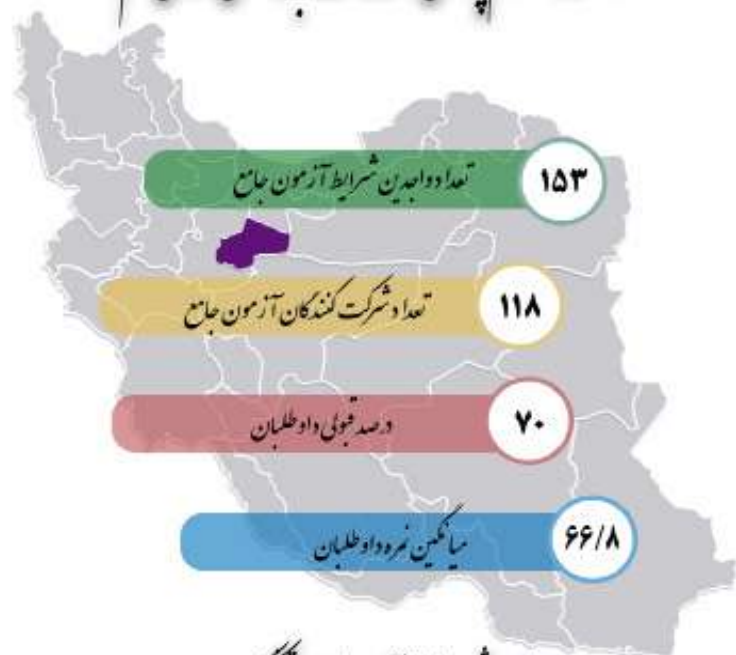 تعداد واجدین شرایط آزمون جامع ۱۵۳
تعداد شرکت کنندگان آزمون جامع ۱۱۸
درصد قبولی داوطلبان ۷۰
میانگین نمره داوطلبان ۶۶/۸